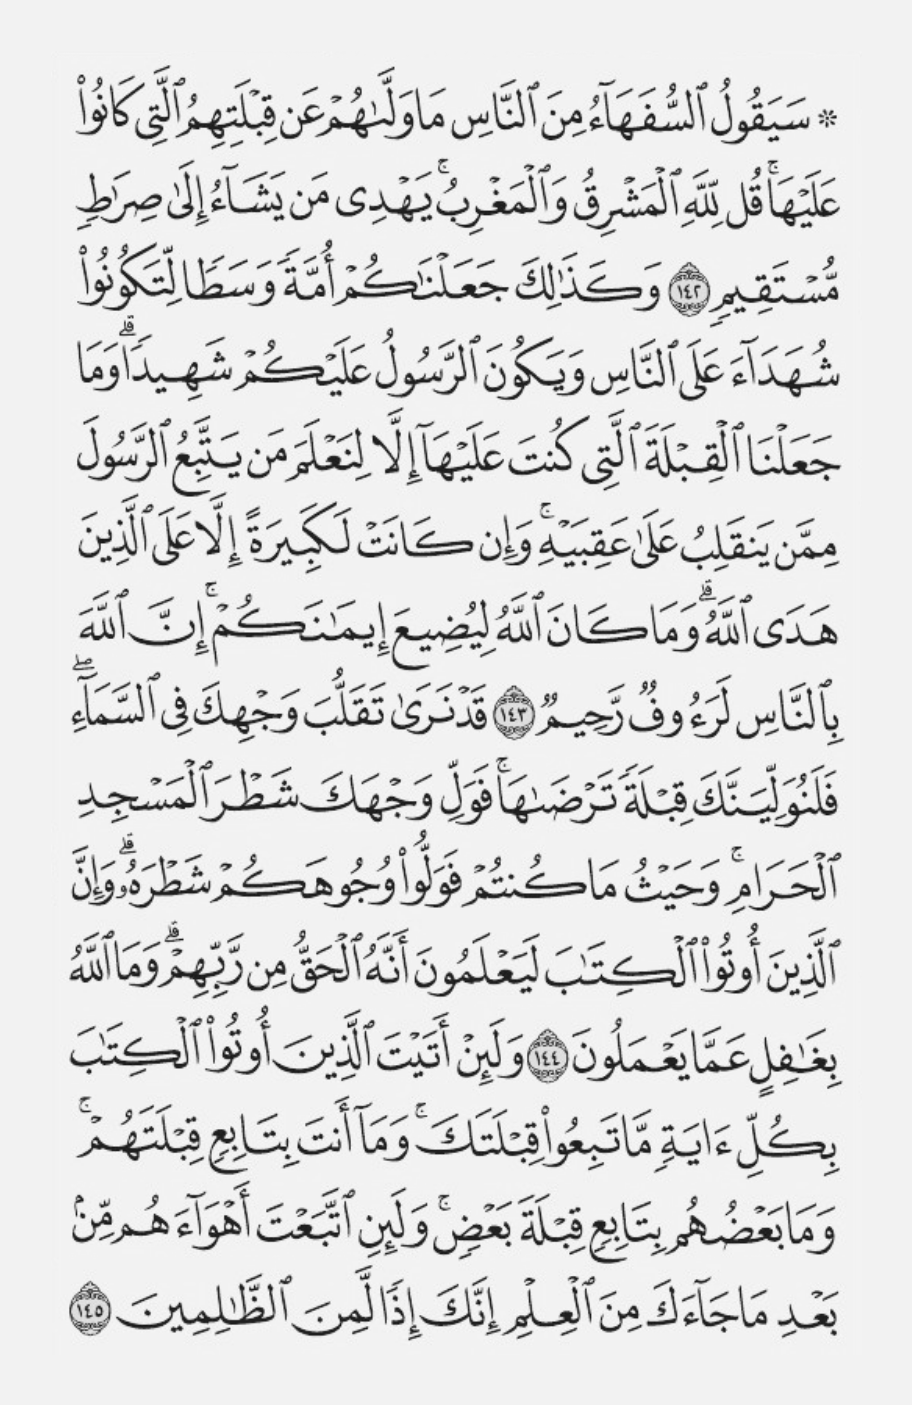 ۞ سَيَقُولُ ٱلسُّفَهَآءُ مِنَ ٱلنَّاسِ مَا وَلَّىٰهُمْ عَن قِبْلَتِهِمُ ٱلَّتِى كَانُوا۟
عَلَيْهَا ۚ قُل لِّلَّهِ ٱلْمَشْرِقُ وَٱلْمَغْرِبُ ۚ يَهْدِى مَن يَشَآءُ إِلَىٰ صِرَٰطٍ
مُّسْتَقِيمٍ ١٤٢ وَكَذَٰلِكَ جَعَلْنَٰكُمْ أُمَّةً وَسَطًا لِّتَكُونُوا۟
شُهَدَآءَ عَلَى ٱلنَّاسِ وَيَكُونَ ٱلرَّسُولُ عَلَيْكُمْ شَهِيدًا ۗ وَمَا
جَعَلْنَا ٱلْقِبْلَةَ ٱلَّتِى كُنتَ عَلَيْهَآ إِلَّا لِنَعْلَمَ مَن يَتَّبِعُ ٱلرَّسُولَ
مِمَّن يَنقَلِبُ عَلَىٰ عَقِبَيْهِ ۚ وَإِن كَانَتْ لَكَبِيرَةً إِلَّا عَلَى ٱلَّذِينَ
هَدَى ٱللَّهُ ۗ وَمَا كَانَ ٱللَّهُ لِيُضِيعَ إِيمَٰنَكُمْ ۚ إِنَّ ٱللَّهَ
بِٱلنَّاسِ لَرَءُوفٌ رَّحِيمٌ ١٤٣ قَدْ نَرَىٰ تَقَلُّبَ وَجْهِكَ فِى ٱلسَّمَآءِ ۖ
فَلَنُوَلِّيَنَّكَ قِبْلَةً تَرْضَىٰهَا ۚ فَوَلِّ وَجْهَكَ شَطْرَ ٱلْمَسْجِدِ
ٱلْحَرَامِ ۚ وَحَيْثُ مَا كُنتُمْ فَوَلُّوا۟ وُجُوهَكُمْ شَطْرَهُۥ ۗ وَإِنَّ
ٱلَّذِينَ أُوتُوا۟ ٱلْكِتَٰبَ لَيَعْلَمُونَ أَنَّهُ ٱلْحَقُّ مِن رَّبِّهِمْ ۗ وَمَا ٱللَّهُ
بِغَٰفِلٍ عَمَّا يَعْمَلُونَ ١٤٤ وَلَئِنْ أَتَيْتَ ٱلَّذِينَ أُوتُوا۟ ٱلْكِتَٰبَ
بِكُلِّ ءَايَةٍ مَّا تَبِعُوا۟ قِبْلَتَكَ ۚ وَمَآ أَنتَ بِتَابِعٍ قِبْلَتَهُمْ ۚ
وَمَا بَعْضُهُم بِتَابِعٍ قِبْلَةَ بَعْضٍ ۚ وَلَئِنِ ٱتَّبَعْتَ أَهْوَآءَهُم مِّنۢ
بَعْدِ مَا جَآءَكَ مِنَ ٱلْعِلْمِ إِنَّكَ إِذًا لَّمِنَ ٱلظَّٰلِمِينَ ١٤٥